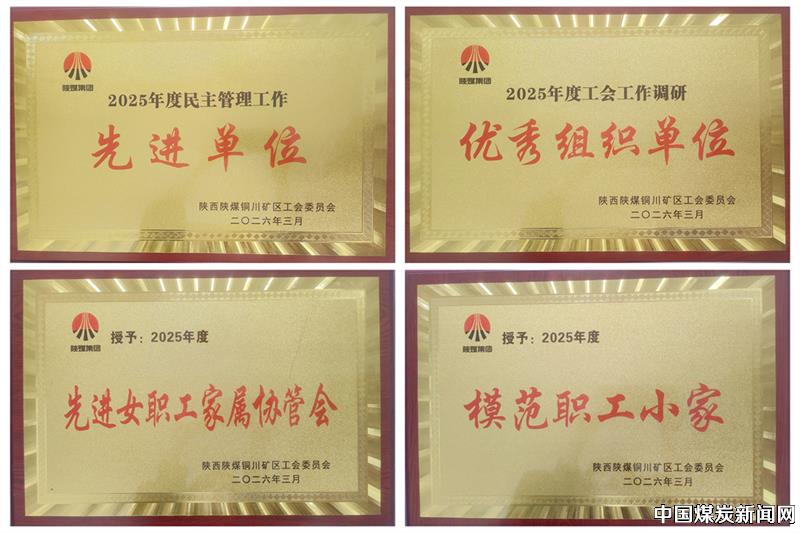 陕煤集团
2025年度民主管理工作
先进单位
陕西陕煤铜川矿区工会委员会
二〇二六年三月
陕煤集团
2025年度工会工作调研
优秀组织单位
陕西陕煤铜川矿区工会委员会
二〇二六年三月
陕煤集团
授予：2025年度
先进女职工家属协管会
陕西陕煤铜川矿区工会委员会
二〇二六年三月
陕煤集团
授予：2025年度
模范职工小家
陕西陕煤铜川矿区工会委员会
二〇二六年三月
中国煤炭新闻网